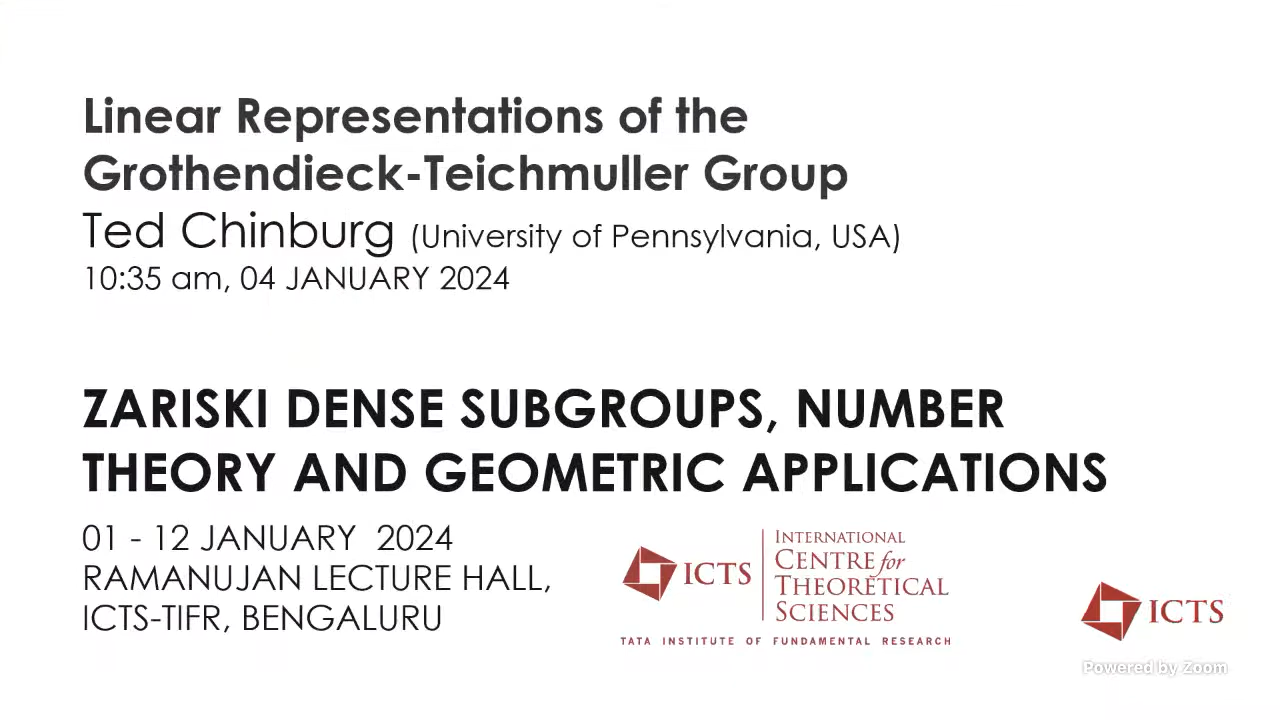 Linear Representations of the
Grothendieck-Teichmuller Group
Ted Chinburg (University of Pennsylvania, USA)
10:35 am, 04 JANUARY 2024
ZARISKI DENSE SUBGROUPS, NUMBER
THEORY AND GEOMETRIC APPLICATIONS
01 - 12 JANUARY 2024
RAMANUJAN LECTURE HALL,
ICTS-TIFR, BENGALURU
ICTS
INTERNATIONAL
CENTRE for
THEORETICAL
SCIENCES
TATA INSTITUTE OF FUNDAMENTAL RESEARCH
ICTS
Powered by Zoom